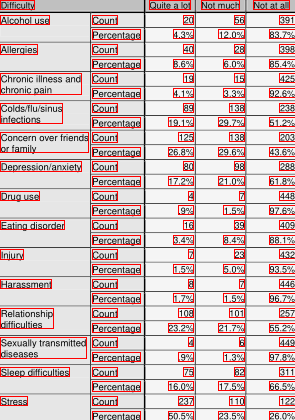 Difficulty Quite a lot Not much Not at all
Alcohol use Count 20 56 391
Percentage 4.3% 12.0% 83.7%
Allergies Count 40 28 398
Percentage 8.6% 6.0% 85.4%
Chronic illness and Count 19 15 425
chronic pain Percentage 4.1% 3.3% 92.6%
Colds/flu/sinus Count 89 138 238
infections Percentage 19.1% 29.7% 51.2%
Concern over friends Count 125 138 203
or family Percentage 26.8% 29.6% 43.6%
Depression/anxiety Count 80 98 288
Percentage 17.2% 21.0% 61.8%
Drug use Count 4 7 448
Percentage .9% 1.5% 97.6%
Eating disorder Count 16 39 409
Percentage 3.4% 8.4% 88.1%
Injury Count 7 23 432
Percentage 1.5% 5.0% 93.5%
Harassment Count 8 7 446
Percentage 1.7% 1.5% 96.7%
Relationship Count 108 101 257
difficulties Percentage 23.2% 21.7% 55.2%
Sexually transmitted Count 4 6 449
diseases Percentage .9% 1.3% 97.8%
Sleep difficulties Count 75 82 311
Percentage 16.0% 17.5% 66.5%
Stress Count 237 110 122
Percentage 50.5% 23.5% 26.0%